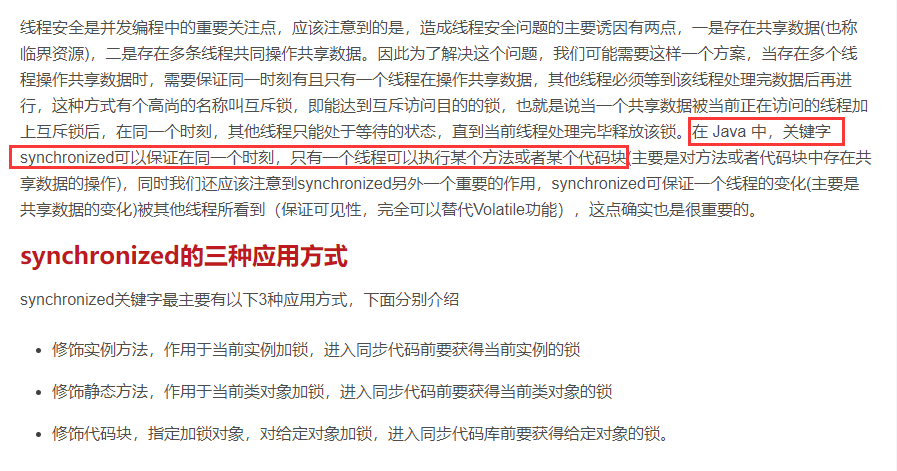 线程安全是并发编程中的重要关注点，应该注意到的是，造成线程安全问题的主要诱因有两点，一是存在共享数据(也称
临界资源)，二是存在多条线程共同操作共享数据。因此为了解决这个问题，我们可能需要这样一个方案，当存在多个线
程操作共享数据时，需要保证同一时刻有且只有一个线程在操作共享数据，其他线程必须等到该线程处理完数据后再进
行，这种方式有个高尚的名称叫互斥锁，即能达到互斥访问目的的锁，也就是说当一个共享数据被当前正在访问的线程加
上互斥锁后，在同一个时刻，其他线程只能处于等待的状态，直到当前线程处理完毕释放该锁。在 Java 中，关键字
synchronized可以保证在同一个时刻，只有一个线程可以执行某个方法或者某个代码块(主要是对方法或者代码块中存在共
享数据的操作)，同时我们还应该注意到synchronized另外一个重要的作用，synchronized可保证一个线程的变化(主要是
共享数据的变化)被其他线程所看到（保证可见性，完全可以替代Volatile功能），这点确实也是很重要的。
synchronized的三种应用方式
synchronized关键字最主要有以下3种应用方式，下面分别介绍
• 修饰实例方法，作用于当前实例加锁，进入同步代码前要获得当前实例的锁
• 修饰静态方法，作用于当前类对象加锁，进入同步代码前要获得当前类对象的锁
• 修饰代码块，指定加锁对象，对给定对象加锁，进入同步代码库前要获得给定对象的锁。